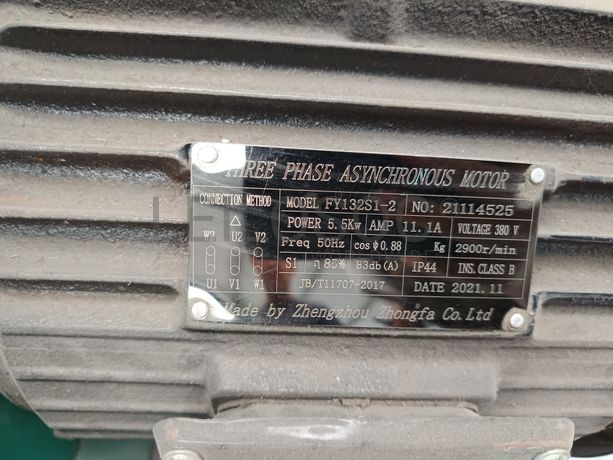 THREE PHASE ASYNCHRONOUS MOTOR
CONNECTION METHOD
△
W2 U2 V2
U1 V1 W1
MODEL FY132S1-2 NO: 21114525
POWER 5.5Kw AMP 11.1A VOLTAGE 380 V
Freq 50Hz cosψ0.88 Kg 2900r/min
S1 η 85% 83db(A) IP44 INS.CLASS B
JB/T11707-2017 DATE 2021.11
Made by Zhengzhou Zhongfa Co.Ltd